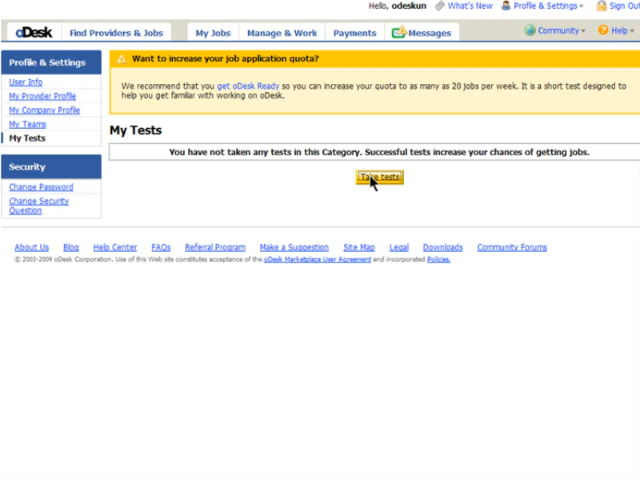 Hello, odeskun What's New Profile & Settings Sign Out
oDesk Find Providers & Jobs My Jobs Manage & Work Payments Messages Community Help
Profile & Settings
User Info
My Provider Profile
My Company Profile
My Teams
My Tests
Security
Change Password
Change Security
Question
Want to increase your job application quota?
We recommend that you get oDesk Ready so you can increase your quota to as many as 20 jobs per week. It is a short test designed to
help you get familiar with working on oDesk.
My Tests
You have not taken any tests in this Category. Successful tests increase your chances of getting jobs.
Take tests
About Us Blog Help Center FAQs Referral Program Make a Suggestion Site Map Legal Downloads Community Forums
© 2003-2009 oDesk Corporation. Use of this Web site constitutes acceptance of the oDesk Marketplace User Agreement and incorporated Policies.